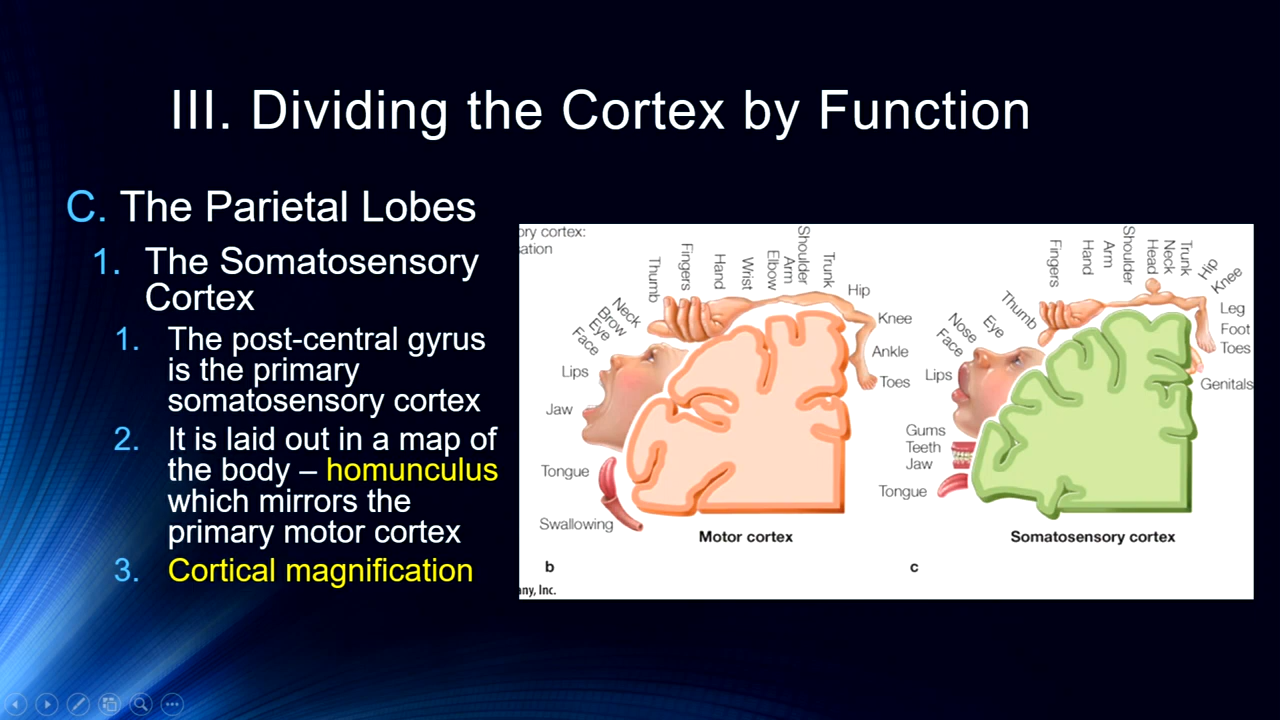 III. Dividing the Cortex by Function
C. The Parietal Lobes
1. The Somatosensory
Cortex
1. The post-central gyrus
is the primary
somatosensory cortex
2. It is laid out in a map of
the body – homunculus
which mirrors the
primary motor cortex
3. Cortical magnification
ory cortex:
ation
Thumb
Fingers
Hand
Wrist
Elbow
Arm
Shoulder
Trunk
Hip
Knee
Ankle
Toes
Neck
Brow
Eye
Face
Lips
Jaw
Tongue
Swallowing
Motor cortex
b
any, Inc.
Fingers
Hand
Arm
Shoulder
Head
Neck
Trunk
Hip
Knee
Leg
Foot
Toes
Genitals
Thumb
Eye
Nose
Face
Lips
Gums
Teeth
Jaw
Tongue
Somatosensory cortex
c